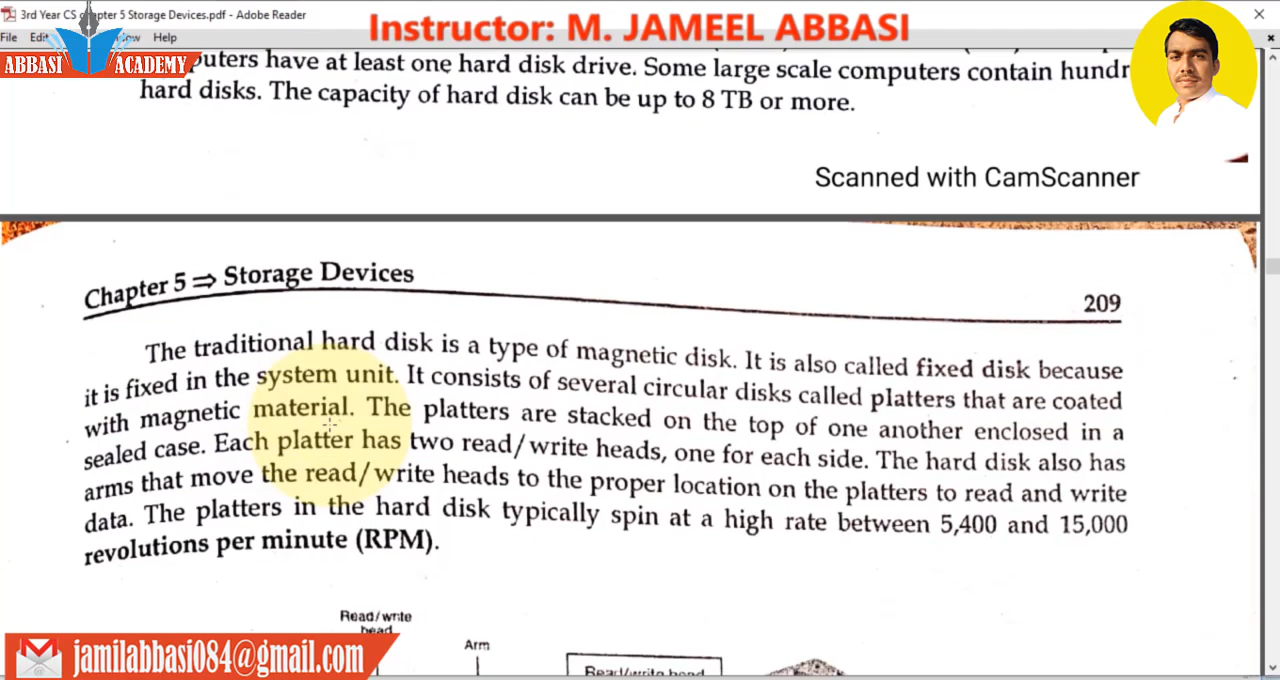 3rd Year CS chapter 5 Storage Devices.pdf - Adobe Reader
Instructor: M. JAMEEL ABBASI
File Help
ABBASI ACADEMY
puters have at least one hard disk drive. Some large scale computers contain
hard disks. The capacity of hard disk can be up to 8 TB or more.
Scanned with CamScanner
Chapter 5 ⇒ Storage Devices
209
The traditional hard disk is a type of magnetic disk. It is also called fixed disk because
it is fixed in the system unit. It consists of several circular disks called platters that are coated
with magnetic material. The platters are stacked on the top of one another enclosed in a
sealed case. Each platter has two read/write heads, one for each side. The hard disk also has
arms that move the read/write heads to the proper location on the platters to read and write
data. The platters in the hard disk typically spin at a high rate between 5,400 and 15,000
revolutions per minute (RPM).
Read/write
head
Arm
Read/write head
jamilabbasi084@gmail.com